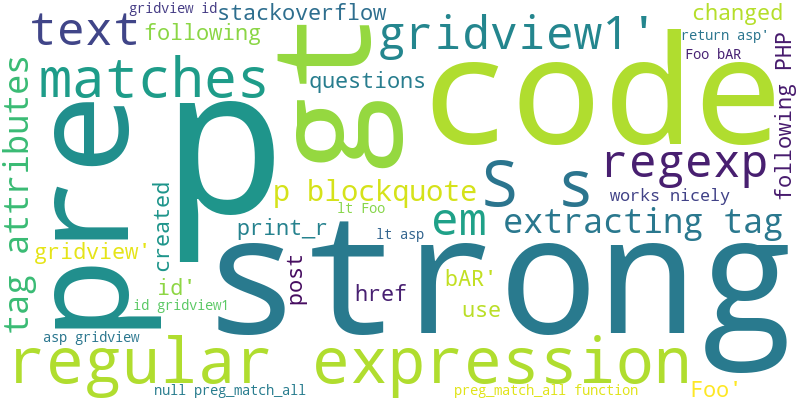 gridview id
stackoverflow
changed
text
following
gt
gridview1'
return asp'
Foo bAR
matches
questions
code
following PHP
pre
p
tag attributes
regexp
p blockquote
S s
works nicely
lt Foo
created
print_r
lt asp
em
extracting tag
gridview'
strong
post
bAR'
id'
href
use
id gridview1
asp gridview
regular expression
null preg_match_all
preg_match_all function
Foo'